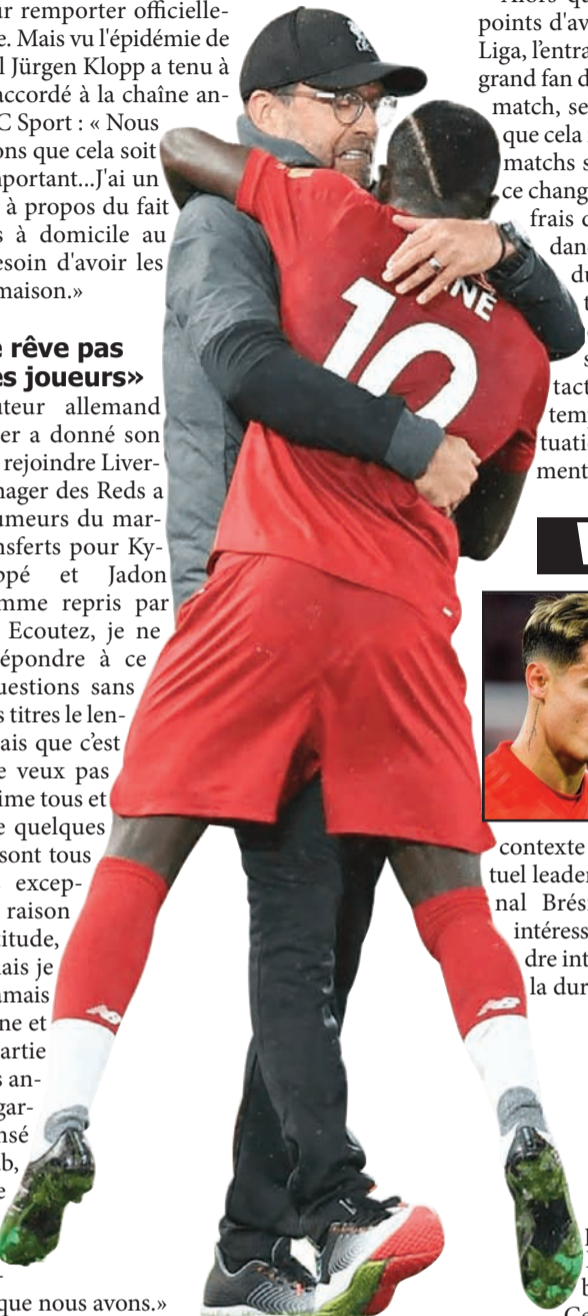 ur remporter officielle-
e. Mais vu l'épidémie de
l Jürgen Klopp a tenu à
accordé à la chaîne an-
C Sport : « Nous
ons que cela soit
portant...J'ai un
à propos du fait
s à domicile au
esoin d'avoir les
maison.»
e rêve pas
es joueurs»
uteur allemand
er a donné son
rejoindre Liver-
nager des Reds a
umeurs du mar-
nsferts pour Ky-
ppé et Jadon
mme repris par
Ecoutez, je ne
épondre à ce
uestions sans
s titres le len-
ais que c'est
e veux pas
ime tous et
e quelques
sont tous
excep-
raison
titude,
ais je
amais
ne et
artie
s an-
gar-
nsé
b,
e
que nous avons.»
NE
10
points d'av
Liga, l'entra
grand fan d
match, se
que cela
matchs s
ce chang
frais d
dan
du
t
s
tact
tem
tuati
ment
contexte
tuel leader
nal Brés
intéress
dre int
la dur